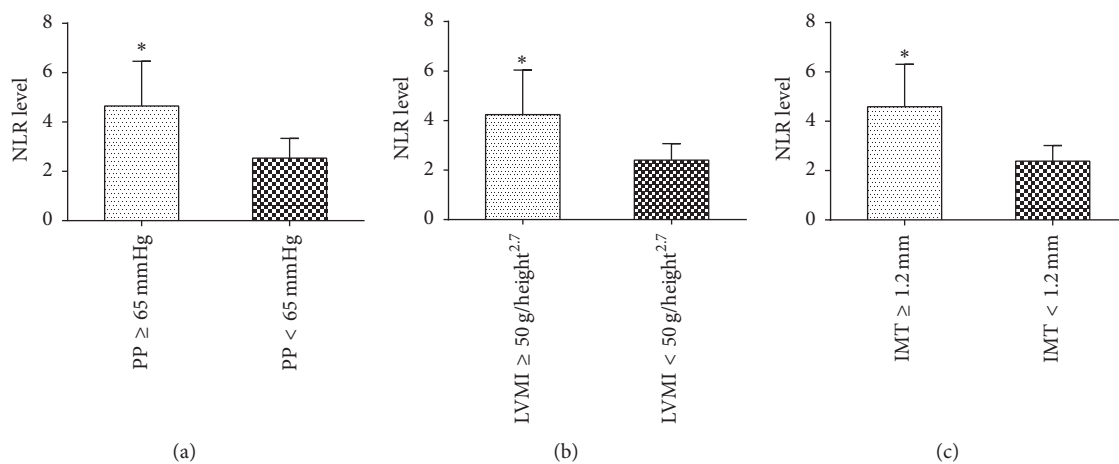 8
6
4
2
0
NLR level
*
PP ≥ 65 mmHg
PP < 65 mmHg
(a)
8
6
4
2
0
NLR level
*
LVMI ≥ 50 g/height^2.7
LVMI < 50 g/height^2.7
(b)
8
6
4
2
0
NLR level
*
IMT ≥ 1.2 mm
IMT < 1.2 mm
(c)